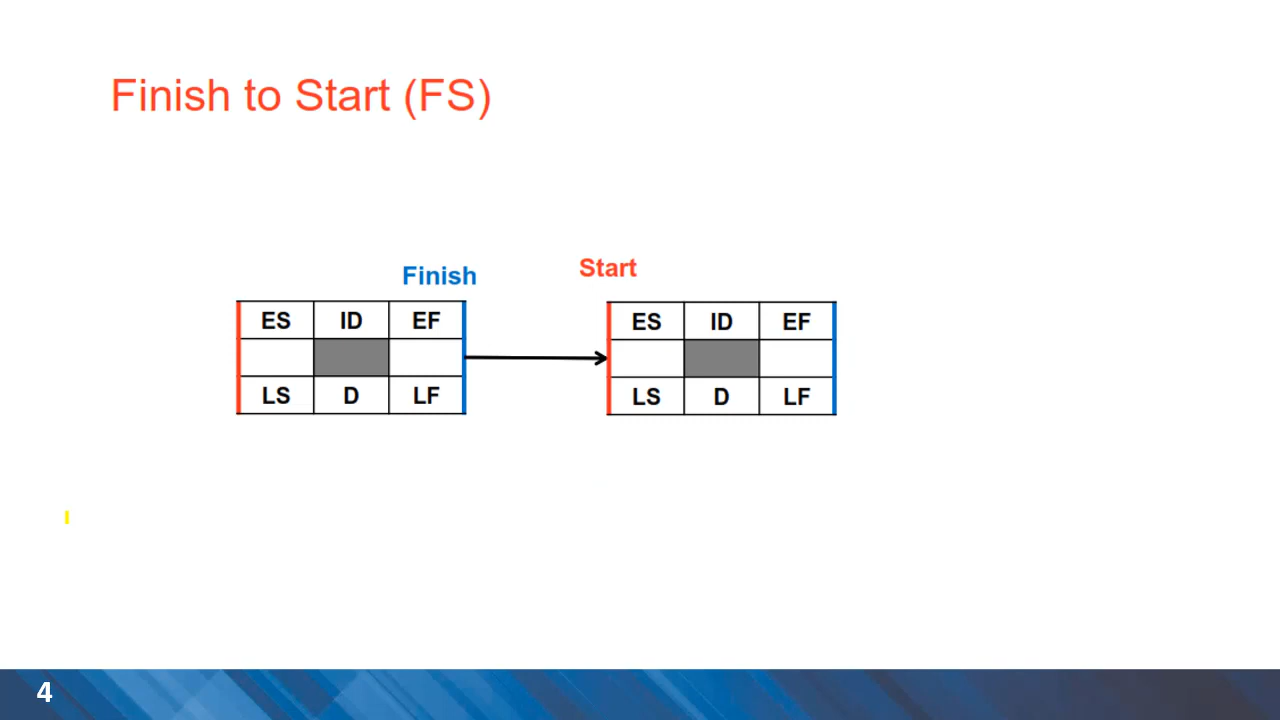 Finish to Start (FS)
Finish
Start
ES ID EF
LS D LF
ES ID EF
LS D LF
4